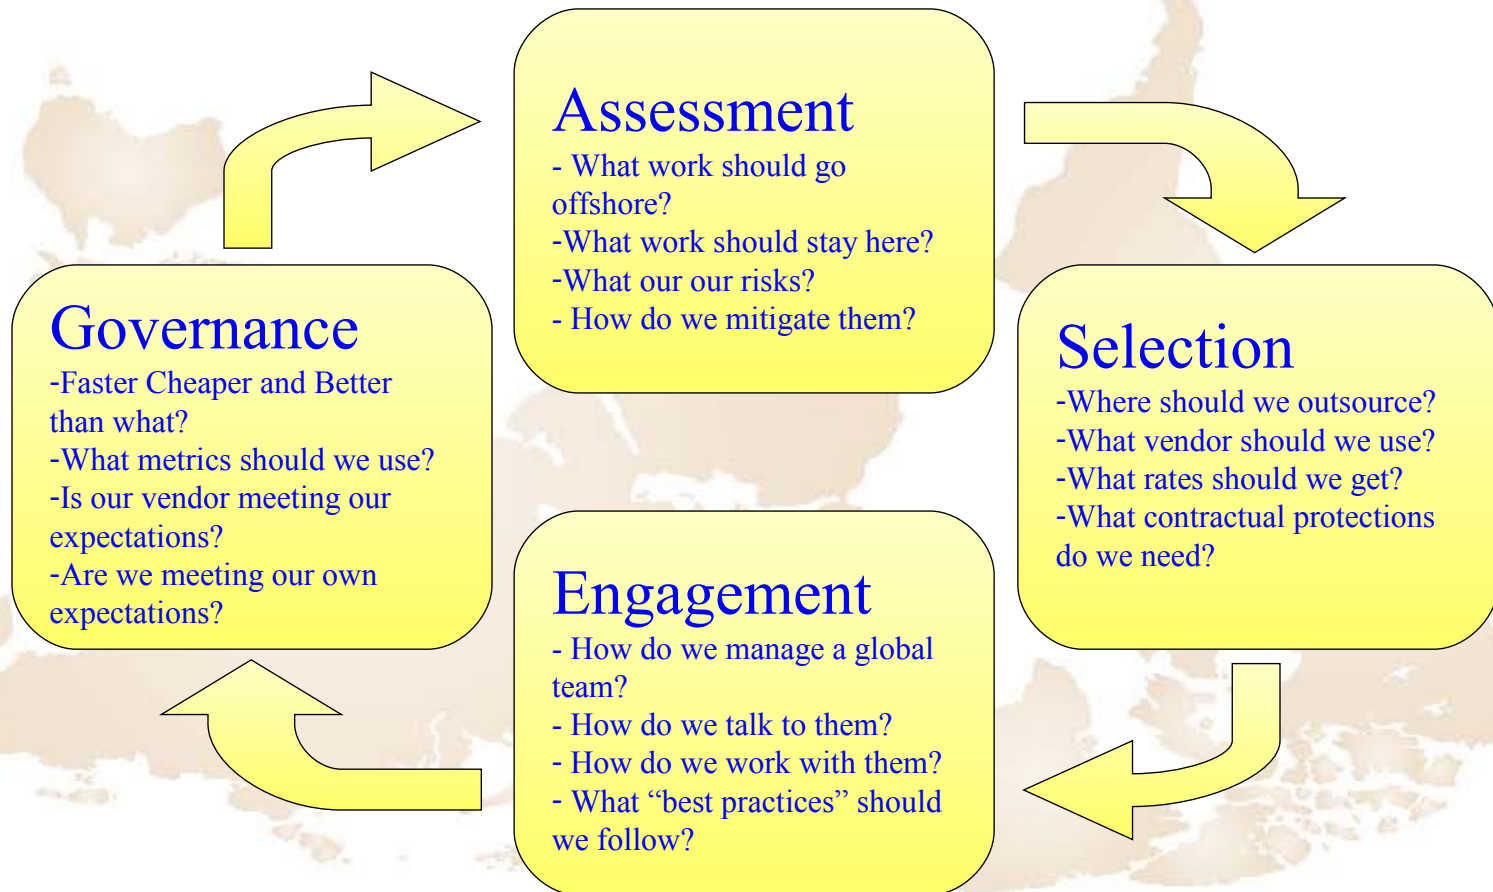 Assessment
- What work should go
offshore?
-What work should stay here?
-What our our risks?
- How do we mitigate them?
Selection
-Where should we outsource?
-What vendor should we use?
-What rates should we get?
-What contractual protections
do we need?
Engagement
- How do we manage a global
team?
- How do we talk to them?
- How do we work with them?
- What “best practices” should
we follow?
Governance
-Faster Cheaper and Better
than what?
-What metrics should we use?
-Is our vendor meeting our
expectations?
-Are we meeting our own
expectations?